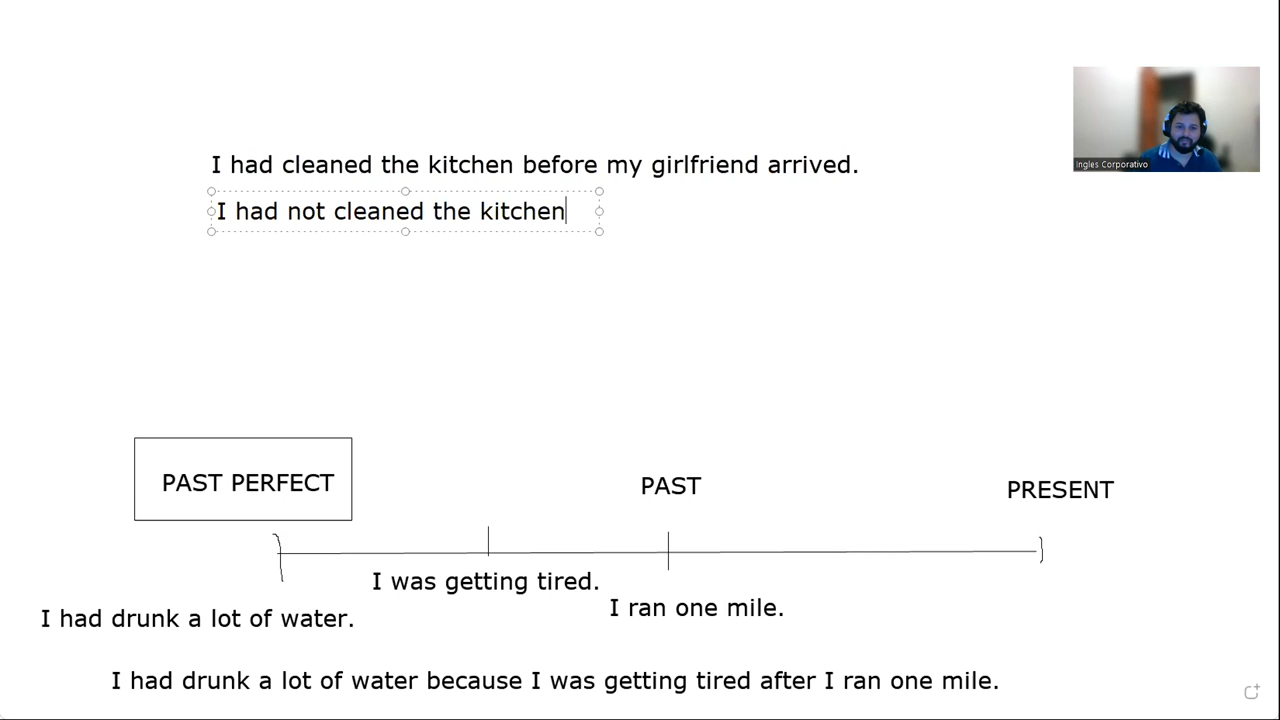 I had cleaned the kitchen before my girlfriend arrived.
Ingles Corporativo
I had not cleaned the kitchen
PAST PERFECT
PAST
PRESENT
I was getting tired.
I ran one mile.
I had drunk a lot of water.
I had drunk a lot of water because I was getting tired after I ran one mile.